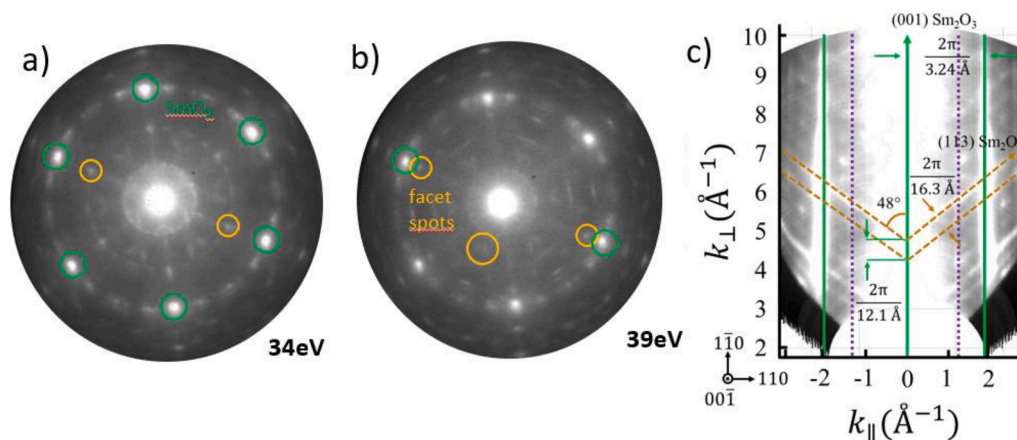 a)
34eV
b)
facet
spots
39eV
c)
(001) Sm₂O₃
10
9
8
7
6
5
4
3
2
k⊥(Å⁻¹)
2π
3.24 Å
(113) Sm₂O
2π
16.3 Å
48°
2π
12.1 Å
11̄0
110
001̄
-2 -1 0 1 2
k∥(Å⁻¹)